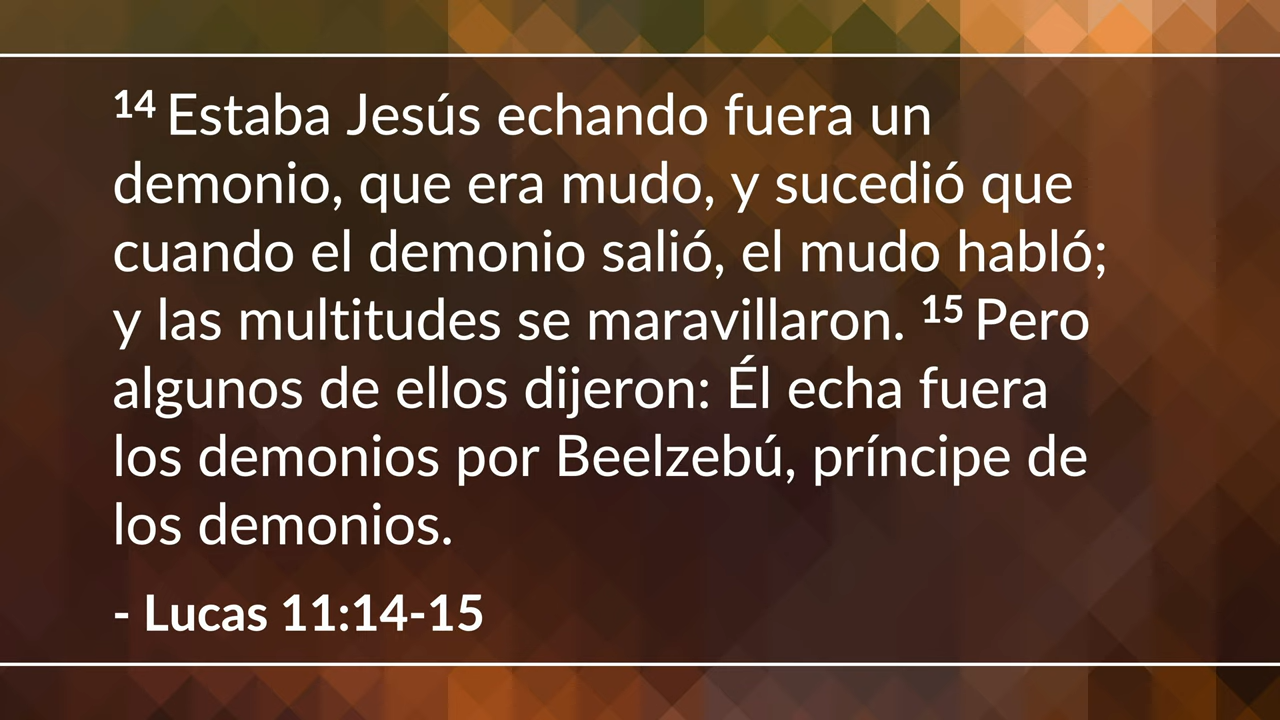 14 Estaba Jesús echando fuera un
demonio, que era mudo, y sucedió que
cuando el demonio salió, el mudo habló;
y las multitudes se maravillaron. 15 Pero
algunos de ellos dijeron: Él echa fuera
los demonios por Beelzebú, príncipe de
los demonios.
- Lucas 11:14-15